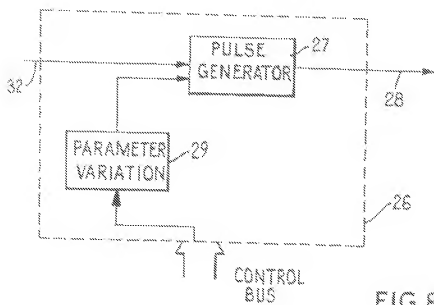 PULSE
GENERATOR
27
32
28
PARAMETER
VARIATION
29
26
CONTROL
BUS